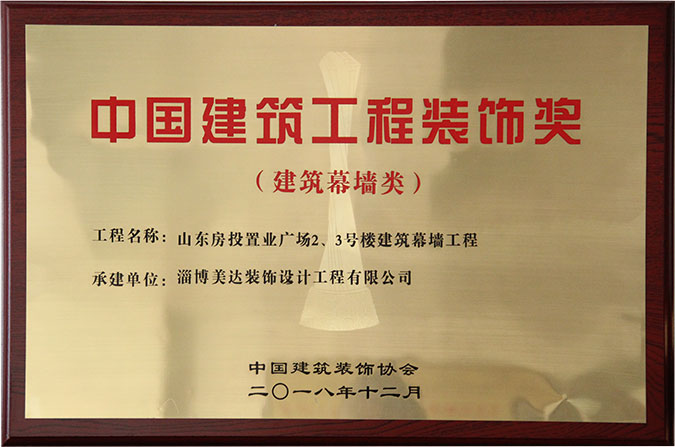 中国建筑工程装饰奖
（建筑幕墙类）
工程名称：山东房投置业广场2、3号楼建筑幕墙工程
承建单位：淄博美达装饰设计工程有限公司
中国建筑装饰协会
二〇一八年十二月